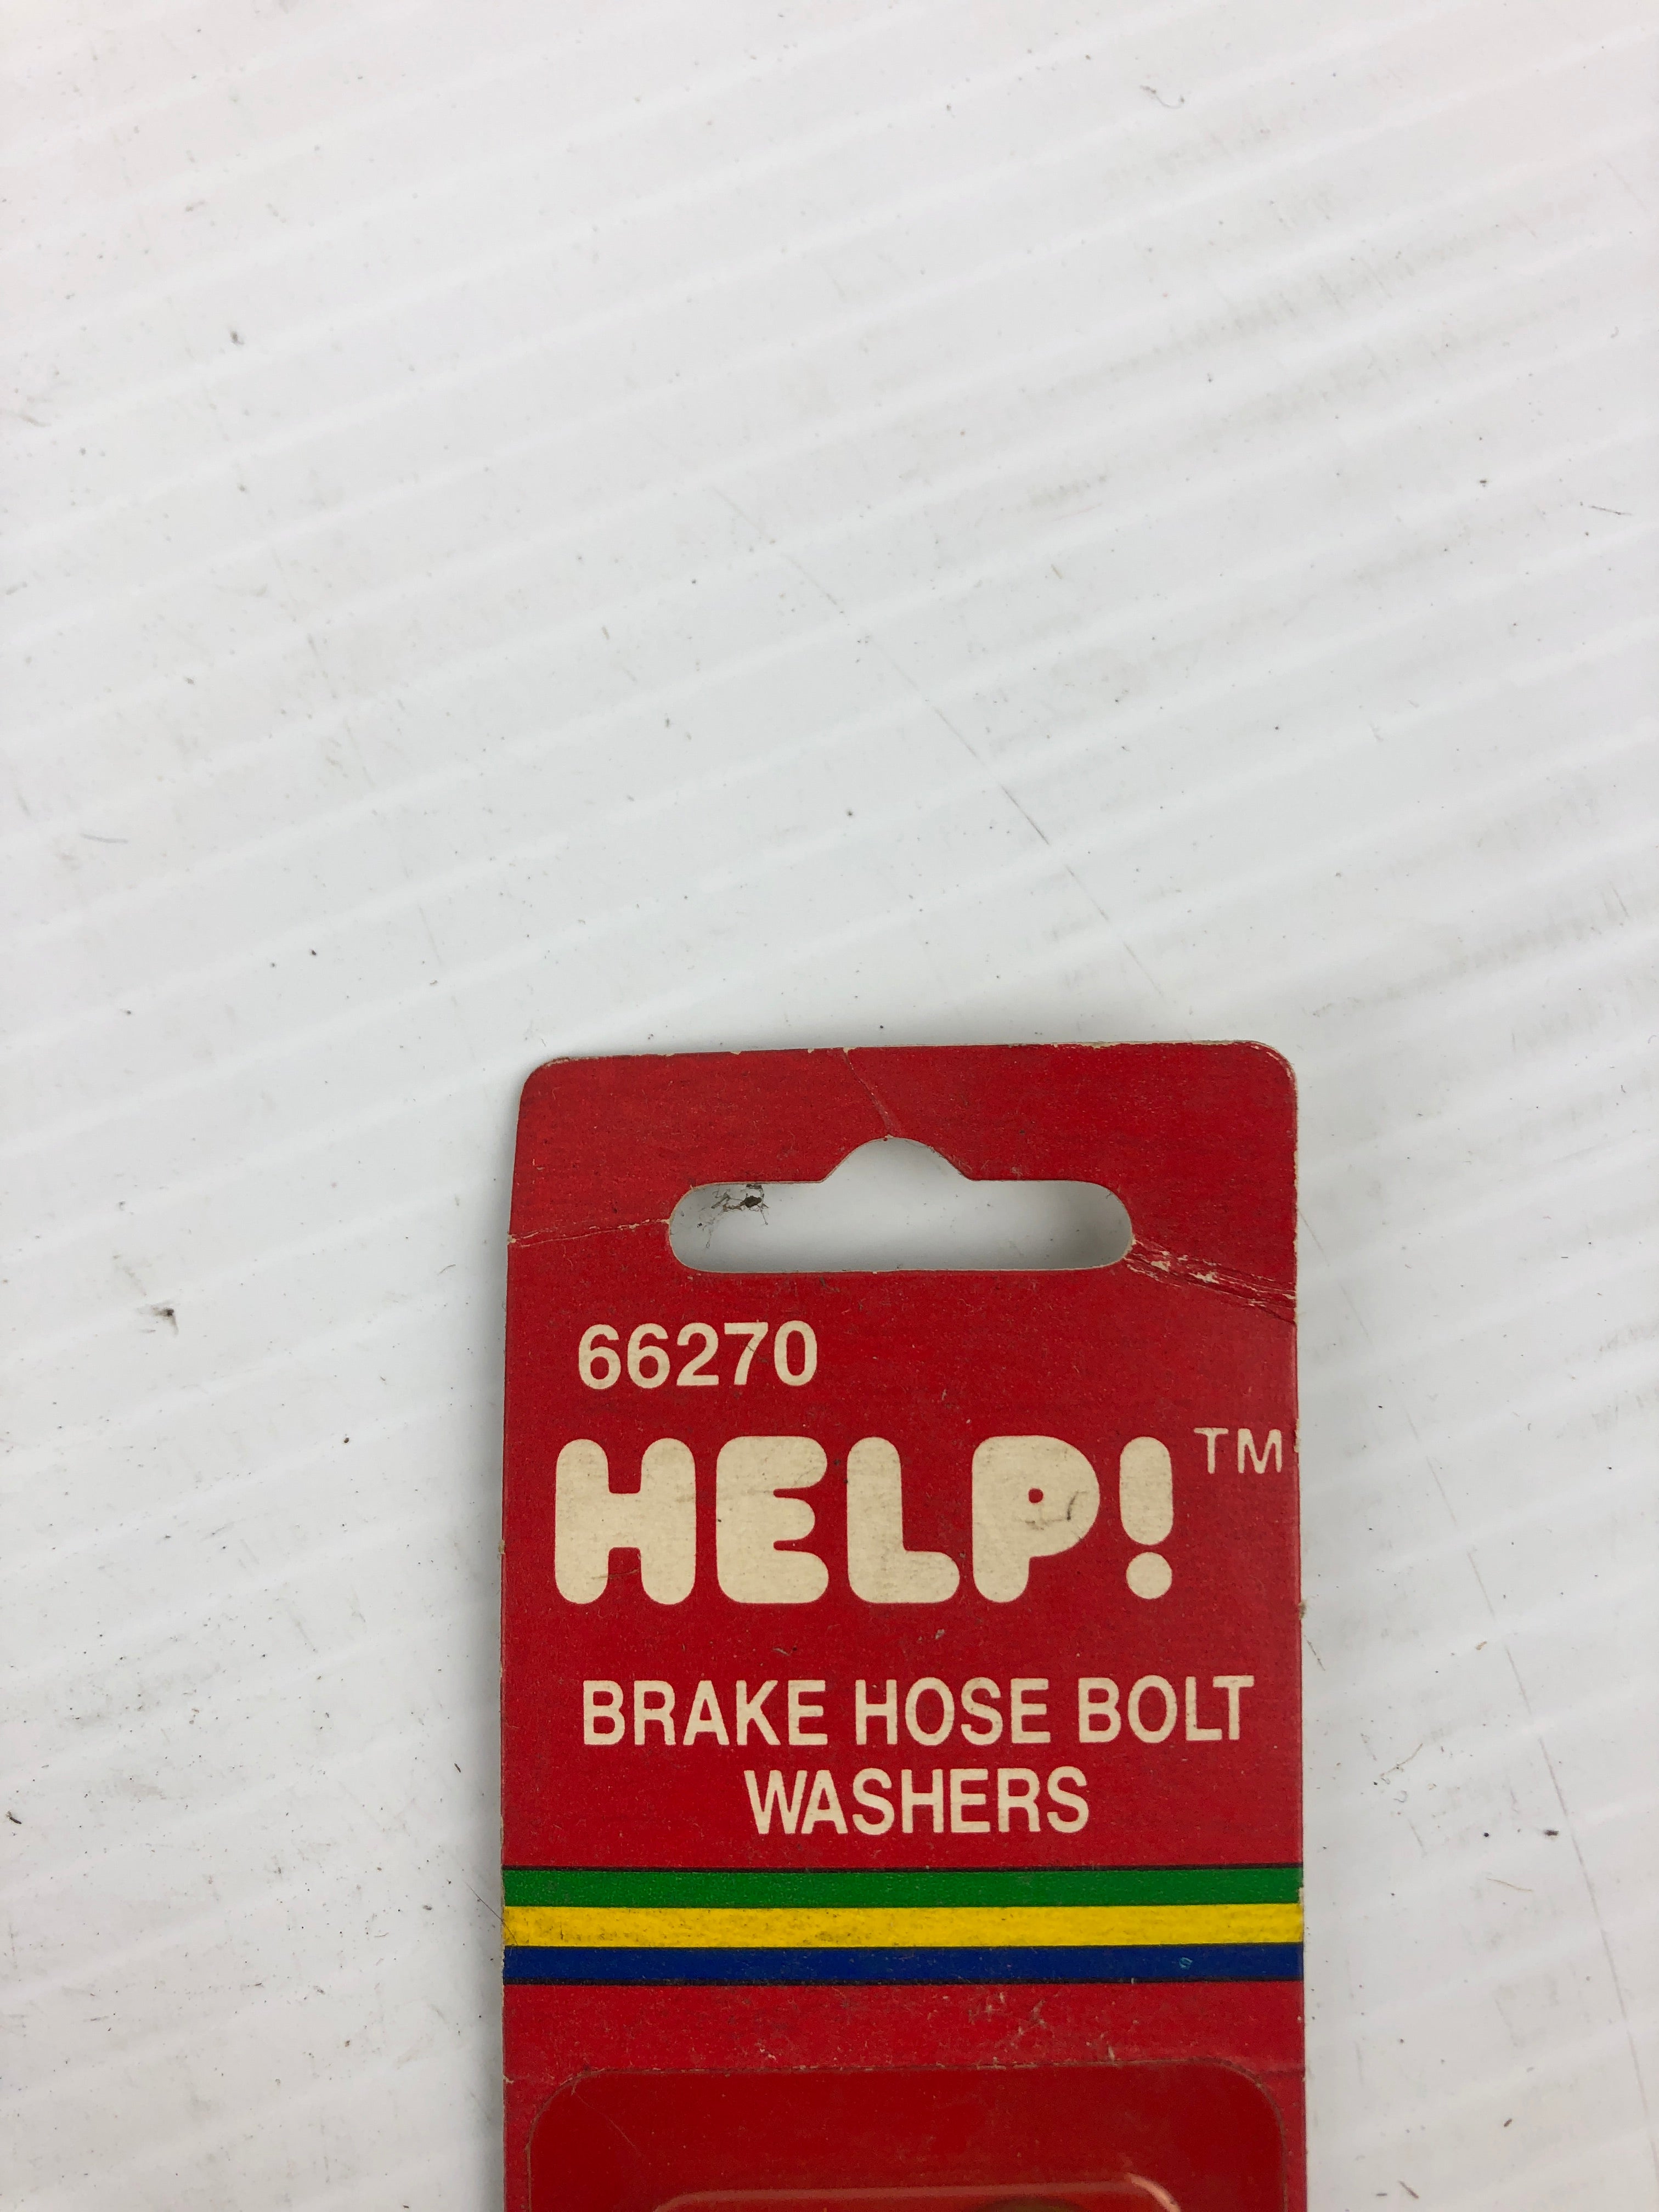 66270
HELP!™
BRAKE HOSE BOLT
WASHERS